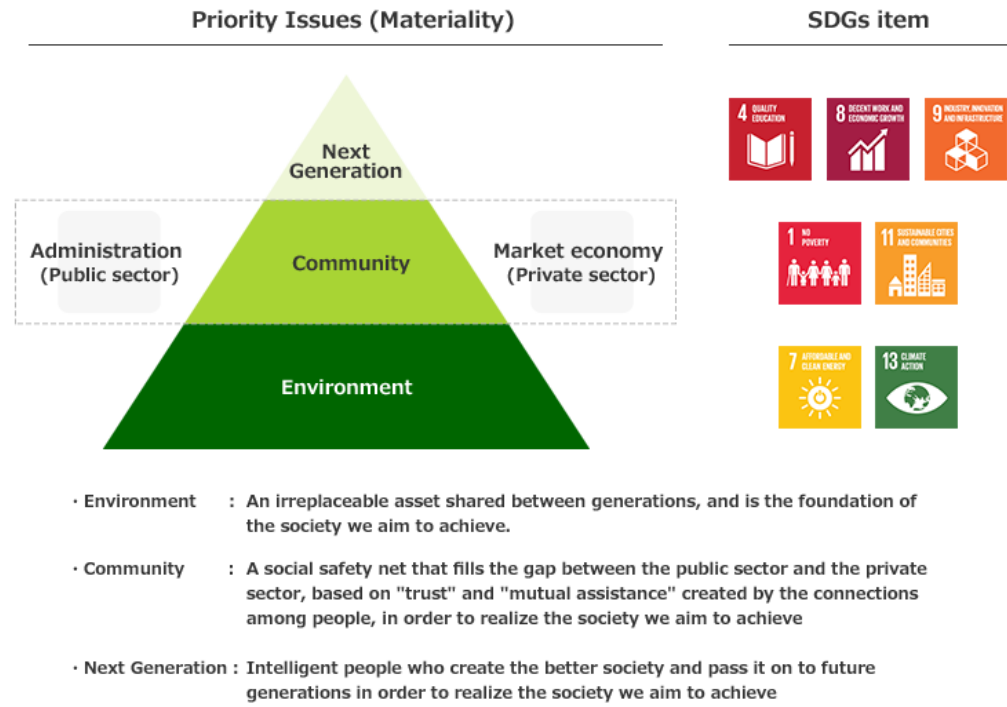 Priority Issues (Materiality)
SDGs item
Next
Generation
4 QUALITY
EDUCATION
8 DECENT WORK AND
ECONOMIC GROWTH
9 INDUSTRY, INNOVATION
AND INFRASTRUCTURE
Administration
(Public sector)
Community
Market economy
(Private sector)
1 NO
POVERTY
11 SUSTAINABLE CITIES
AND COMMUNITIES
Environment
7 AFFORDABLE AND
CLEAN ENERGY
13 CLIMATE
ACTION
· Environment : An irreplaceable asset shared between generations, and is the foundation of
the society we aim to achieve.
· Community : A social safety net that fills the gap between the public sector and the private
sector, based on "trust" and "mutual assistance" created by the connections
among people, in order to realize the society we aim to achieve
· Next Generation : Intelligent people who create the better society and pass it on to future
generations in order to realize the society we aim to achieve